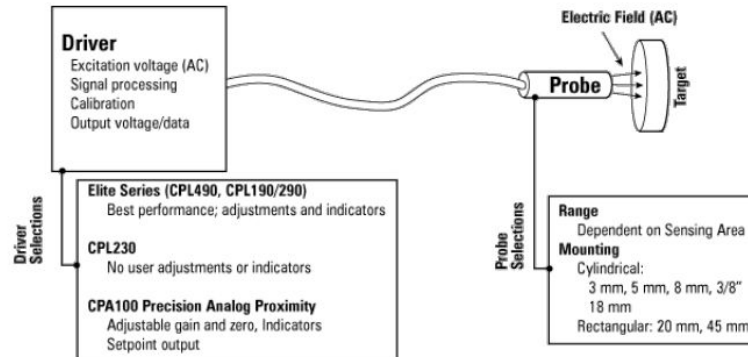 Driver
Excitation voltage (AC)
Signal processing
Calibration
Output voltage/data
Electric Field (AC)
Probe
Target
Driver
Selections
Elite Series (CPL490, CPL190/290)
Best performance; adjustments and indicators
CPL230
No user adjustments or indicators
CPA100 Precision Analog Proximity
Adjustable gain and zero, Indicators
Setpoint output
Probe
Selections
Range
Dependent on Sensing Area
Mounting
Cylindrical:
3 mm, 5 mm, 8 mm, 3/8"
18 mm
Rectangular: 20 mm, 45 mm